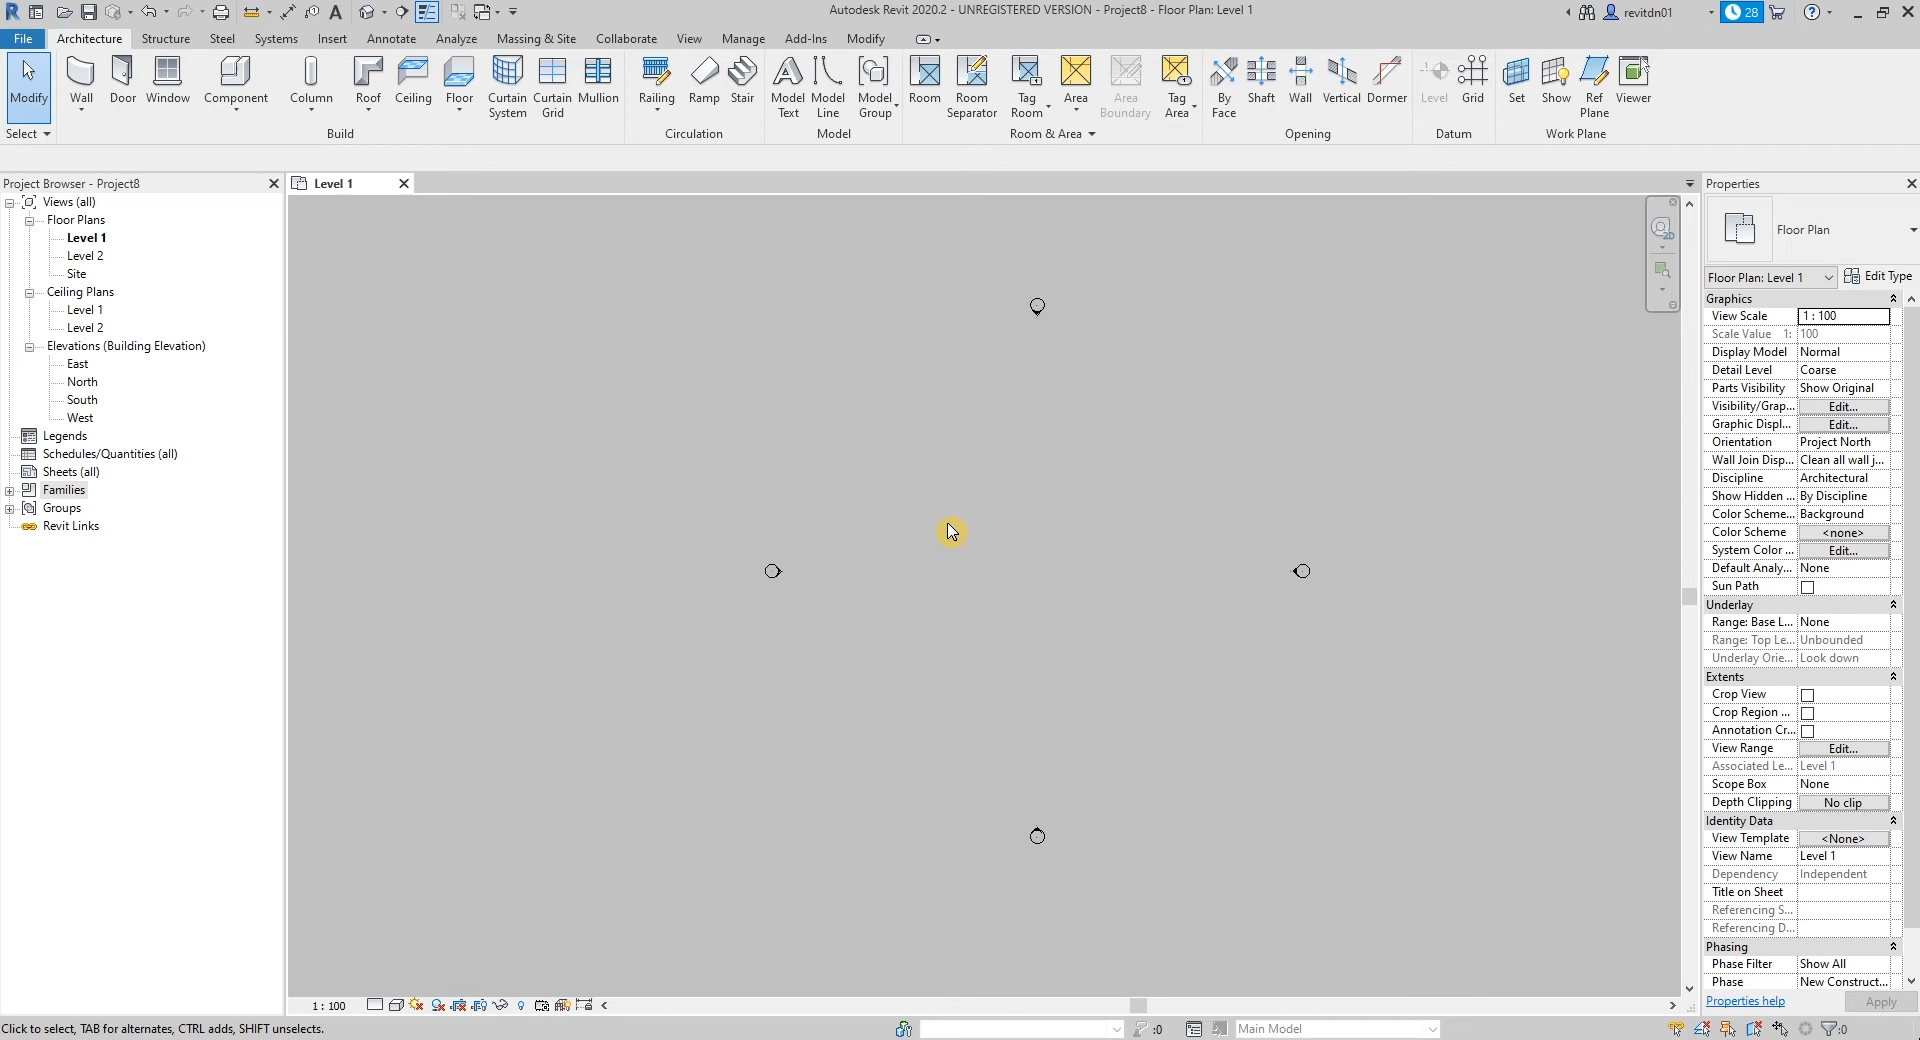 Autodesk Revit 2020.2 - UNREGISTERED VERSION - Project8 - Floor Plan: Level 1
revitdn01
28
File Architecture Structure Steel Systems Insert Annotate Analyze Massing & Site Collaborate View Manage Add-Ins Modify
Modify Wall Door Window Component Column Roof Ceiling Floor Curtain System Curtain Grid Mullion Railing Ramp Stair Model Text Model Line Model Group Room Room Separator Tag Room Area Area Boundary Tag Area By Face Shaft Wall Vertical Dormer Level Grid Set Show Ref Plane Viewer
Select Build Circulation Model Room & Area Opening Datum Work Plane
Project Browser - Project8
Views (all)
Floor Plans
Level 1
Level 2
Site
Ceiling Plans
Level 1
Level 2
Elevations (Building Elevation)
East
North
South
West
Legends
Schedules/Quantities (all)
Sheets (all)
Families
Groups
Revit Links
Level 1
2D
Properties
Floor Plan
Floor Plan: Level 1 Edit Type
Graphics
View Scale 1 : 100
Scale Value 1: 100
Display Model Normal
Detail Level Coarse
Parts Visibility Show Original
Visibility/Grap... Edit...
Graphic Displ... Edit...
Orientation Project North
Wall Join Disp... Clean all wall j...
Discipline Architectural
Show Hidden ... By Discipline
Color Scheme... Background
Color Scheme <none>
System Color ... Edit...
Default Analy... None
Sun Path
Underlay
Range: Base L... None
Range: Top Le... Unbounded
Underlay Orie... Look down
Extents
Crop View
Crop Region ...
Annotation Cr...
View Range Edit...
Associated Le... Level 1
Scope Box None
Depth Clipping No clip
Identity Data
View Template <None>
View Name Level 1
Dependency Independent
Title on Sheet
Referencing S...
Referencing D...
Phasing
Phase Filter Show All
Phase New Construct...
Properties help Apply
1 : 100
Click to select, TAB for alternates, CTRL adds, SHIFT unselects.
:0
Main Model
:0